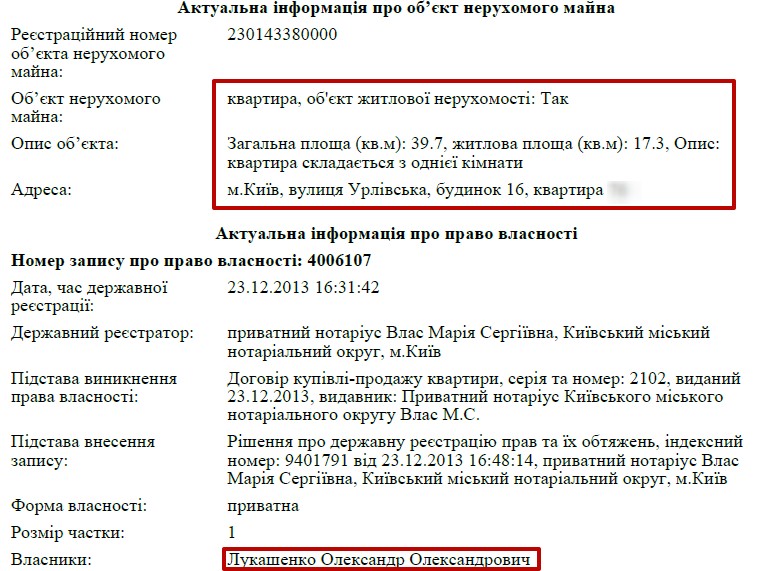 Актуальна інформація про об’єкт нерухомого майна
Реєстраційний номер об’єкта нерухомого майна: 230143380000
Об’єкт нерухомого майна: квартира, об'єкт житлової нерухомості: Так
Опис об’єкта: Загальна площа (кв.м): 39.7, житлова площа (кв.м): 17.3, Опис:
квартира складається з однієї кімнати
Адреса: м.Київ, вулиця Урлівська, будинок 16, квартира
Актуальна інформація про право власності
Номер запису про право власності: 4006107
Дата, час державної реєстрації: 23.12.2013 16:31:42
Державний реєстратор: приватний нотаріус Влас Марія Сергіївна, Київський міський
нотаріальний округ, м.Київ
Підстава виникнення права власності: Договір купівлі-продажу квартири, серія та номер: 2102, виданий
23.12.2013, видавник: Приватний нотаріус Київського міського
нотаріального округу Влас М.С.
Підстава внесення запису: Рішення про державну реєстрацію прав та їх обтяжень, індексний
номер: 9401791 від 23.12.2013 16:48:14, приватний нотаріус Влас
Марія Сергіївна, Київський міський нотаріальний округ, м.Київ
Форма власності: приватна
Розмір частки: 1
Власники: Лукашенко Олександр Олександрович